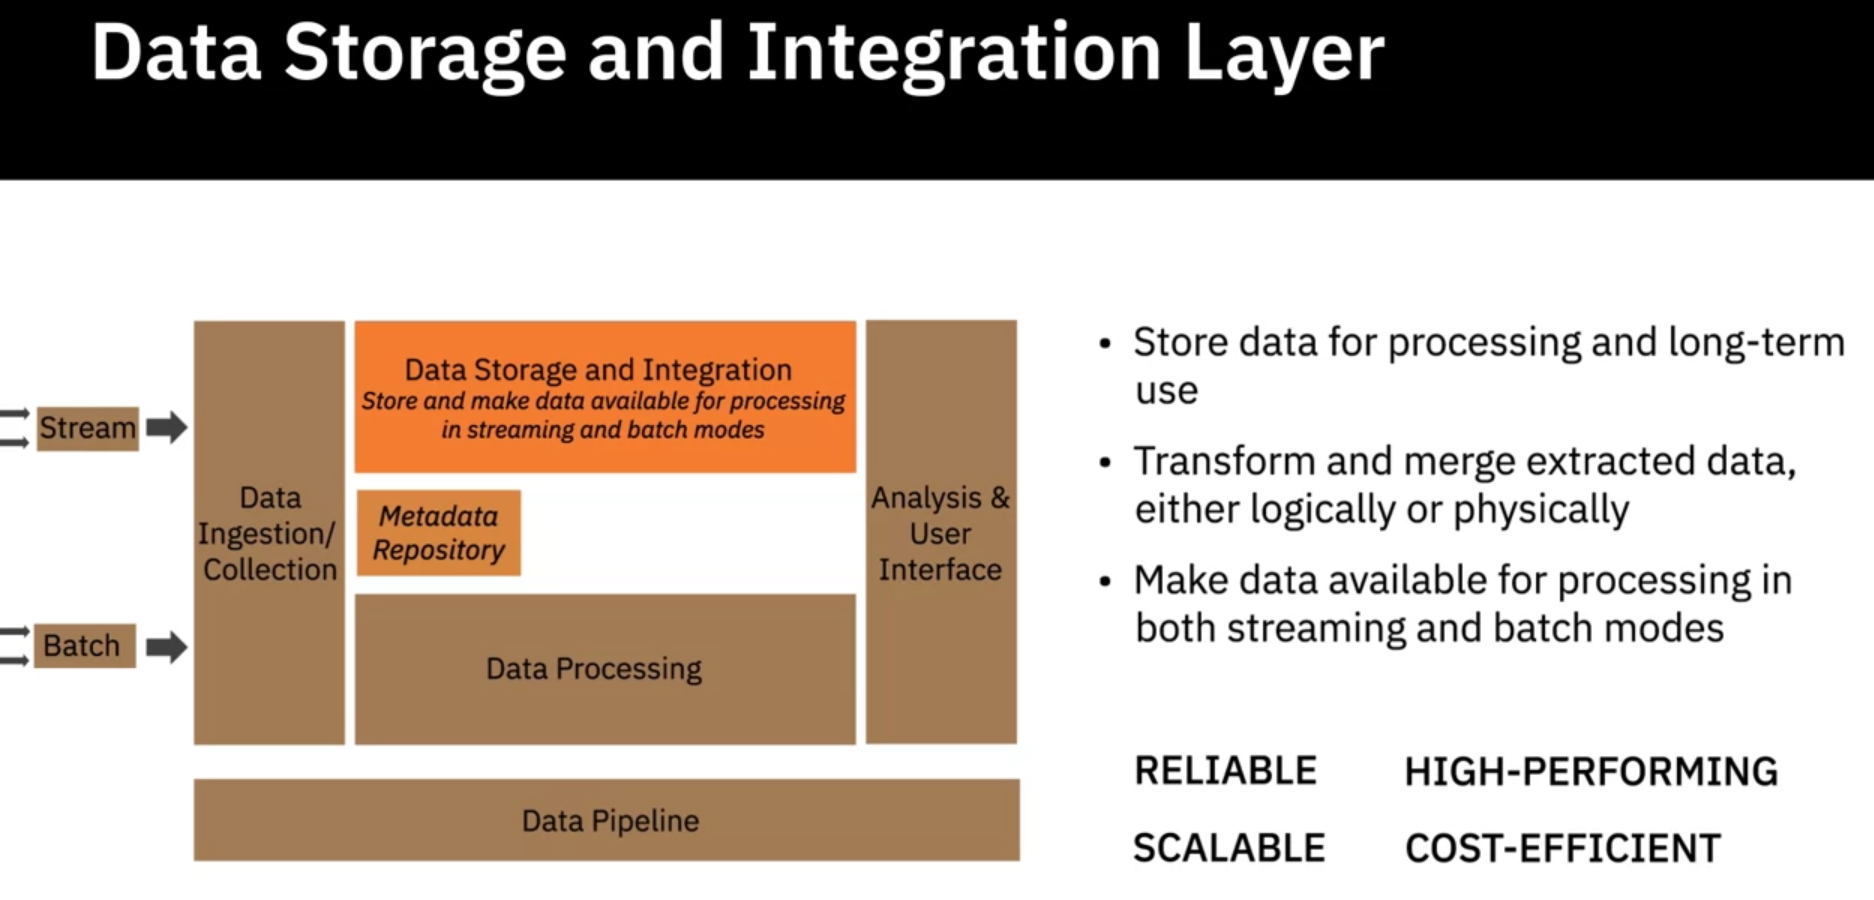 Data Storage and Integration Layer
Stream
Batch
Data
Ingestion/
Collection
Data Storage and Integration
Store and make data available for processing
in streaming and batch modes
Metadata
Repository
Data Processing
Analysis &
User
Interface
Data Pipeline
• Store data for processing and long-term
use
• Transform and merge extracted data,
either logically or physically
• Make data available for processing in
both streaming and batch modes
RELIABLE HIGH-PERFORMING
SCALABLE COST-EFFICIENT